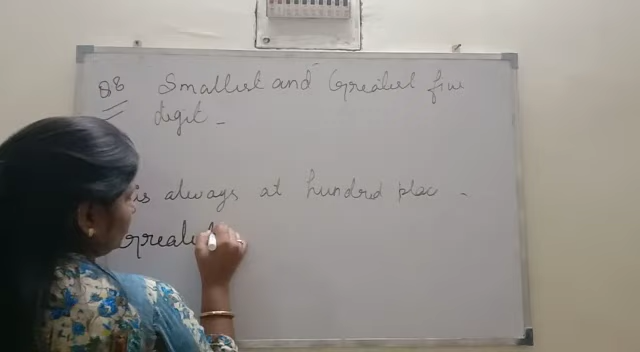 Q8 Smallest and Greatest five
digit -
is always at hundred plac -
Greate